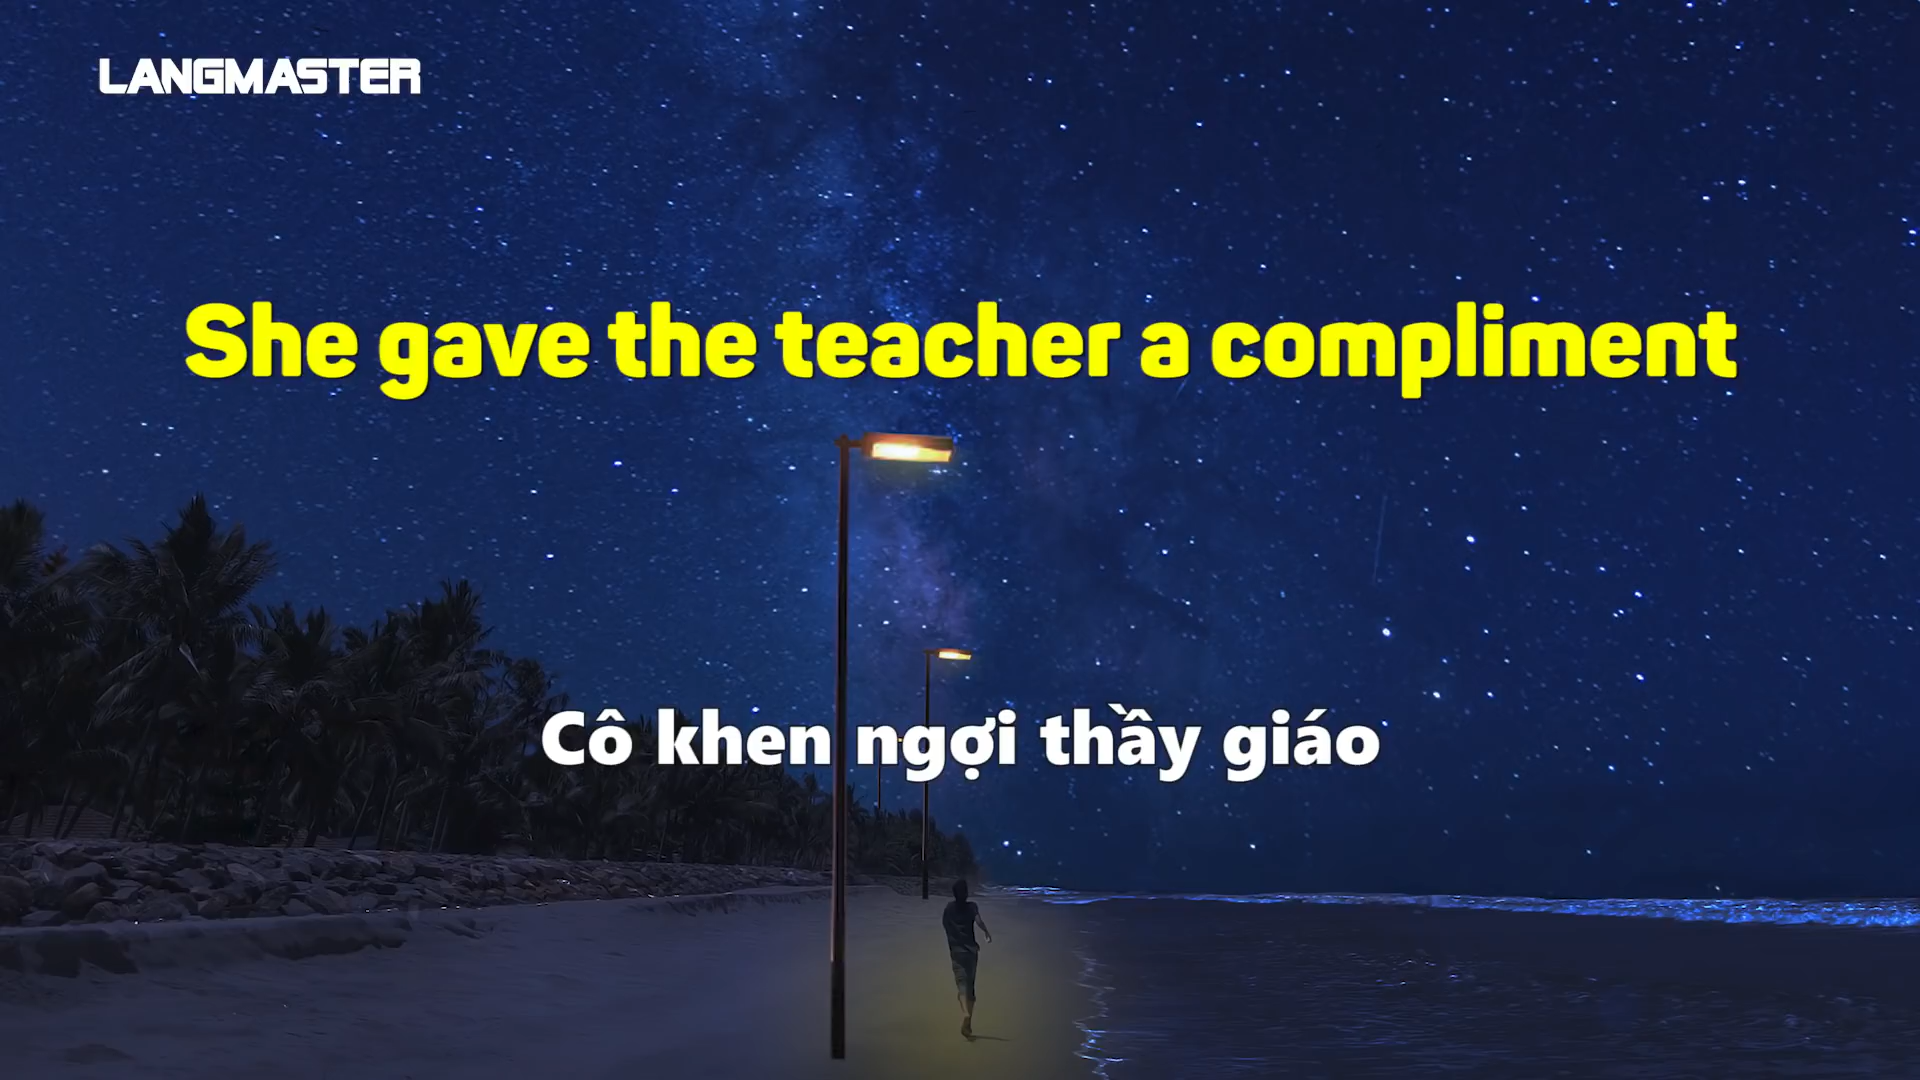 LANGMASTER
She gave the teacher a compliment
Cô khen ngợi thầy giáo